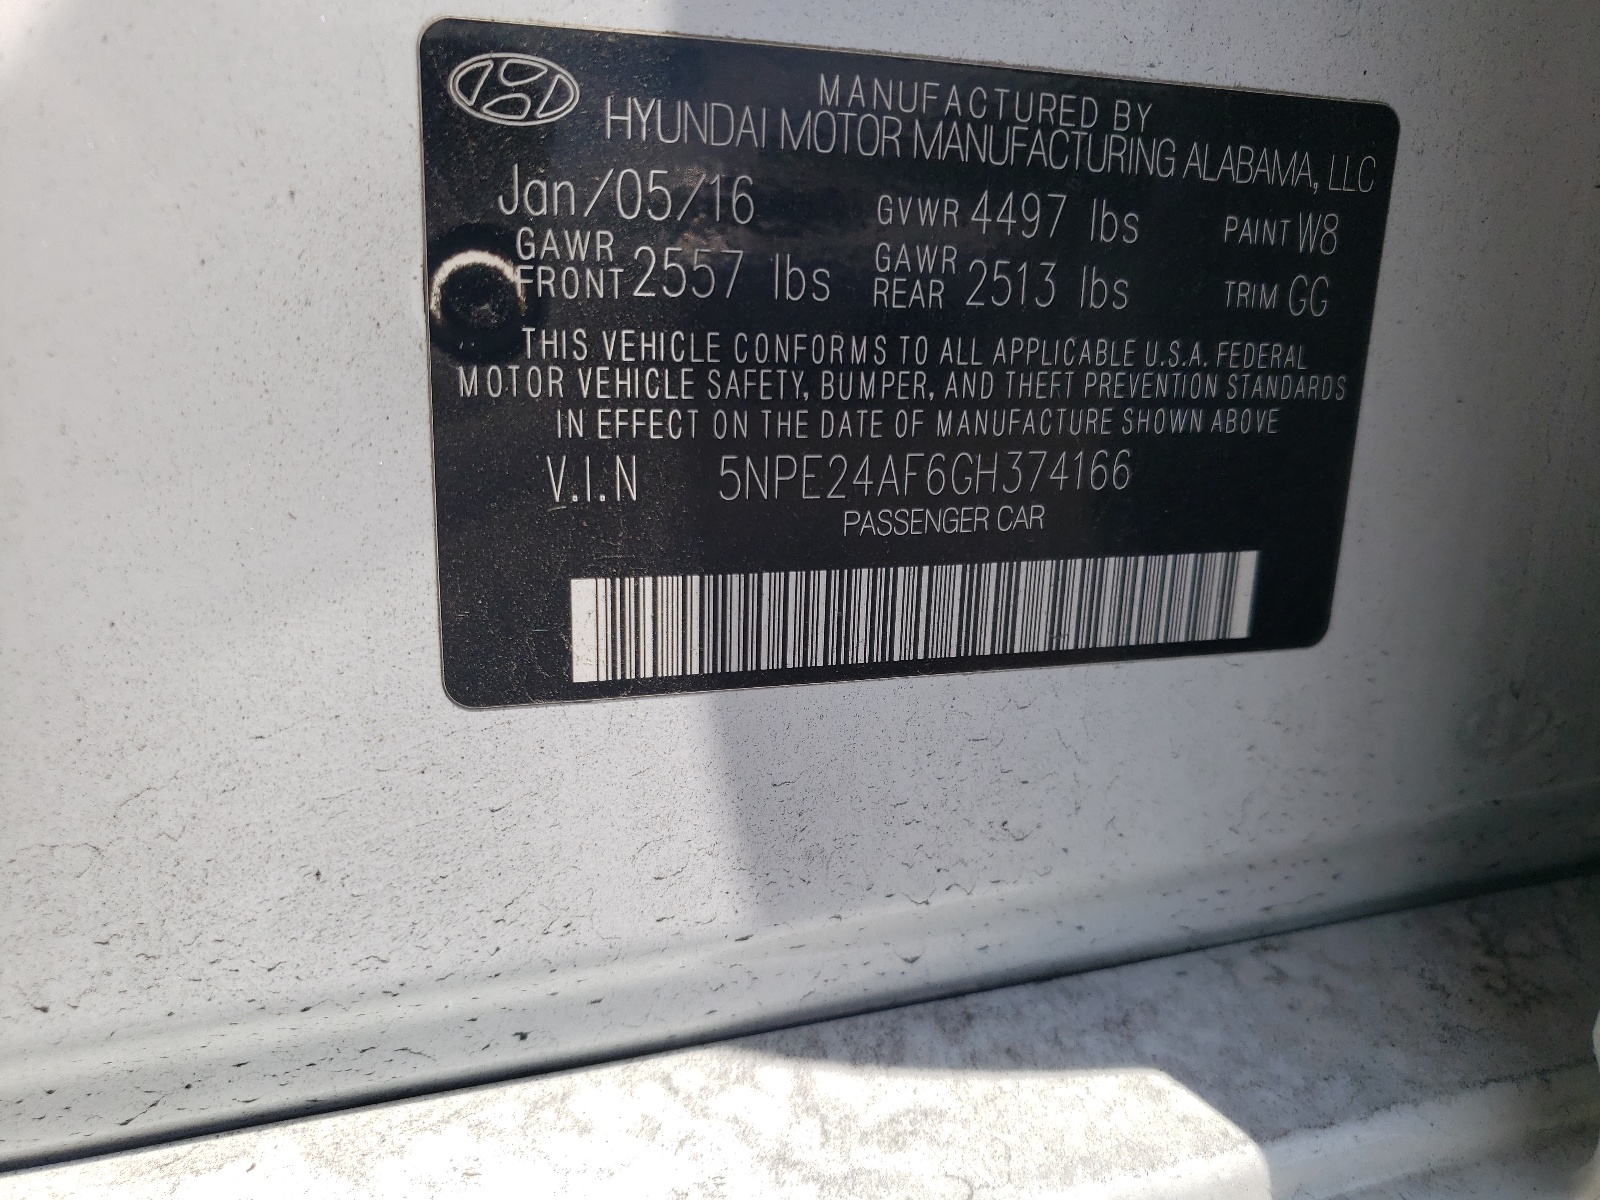 MANUFACTURED BY
HYUNDAI MOTOR MANUFACTURING ALABAMA, LLC
Jan/05/16 GVWR 4497 lbs PAINT W8
GAWR FRONT 2557 lbs GAWR REAR 2513 lbs TRIM GG
THIS VEHICLE CONFORMS TO ALL APPLICABLE U.S.A. FEDERAL
MOTOR VEHICLE SAFETY, BUMPER, AND THEFT PREVENTION STANDARDS
IN EFFECT ON THE DATE OF MANUFACTURE SHOWN ABOVE
V.I.N 5NPE24AF6GH374166
PASSENGER CAR